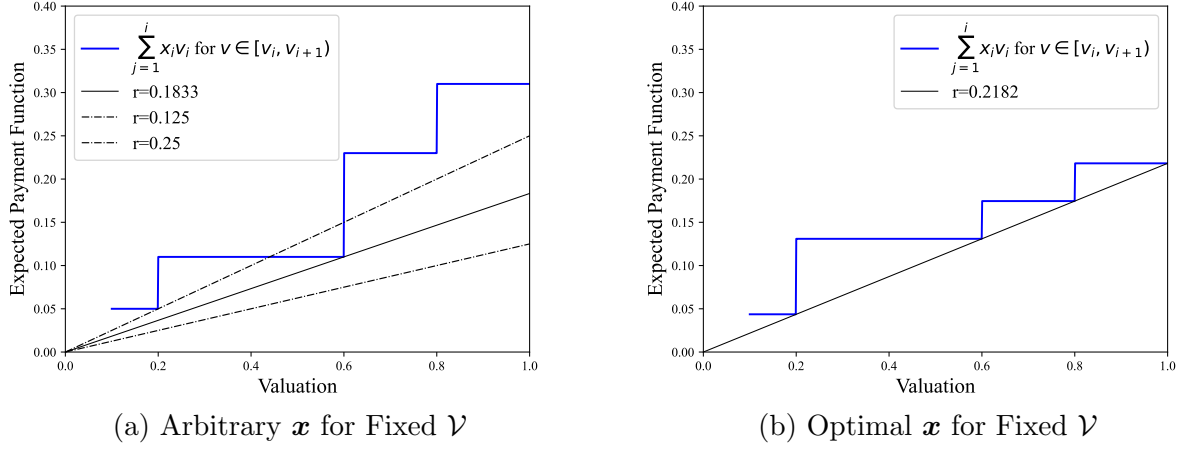 0.40
0.35
0.30
0.25
0.20
0.15
0.10
0.05
0.00
Expected Payment Function
i
∑ x_i v_i for v ∈ [v_i, v_{i+1})
j=1
r=0.1833
r=0.125
r=0.25
0.0 0.2 0.4 0.6 0.8 1.0
Valuation
(a) Arbitrary x for Fixed V
0.40
0.35
0.30
0.25
0.20
0.15
0.10
0.05
0.00
Expected Payment Function
i
∑ x_i v_i for v ∈ [v_i, v_{i+1})
j=1
r=0.2182
0.0 0.2 0.4 0.6 0.8 1.0
Valuation
(b) Optimal x for Fixed V